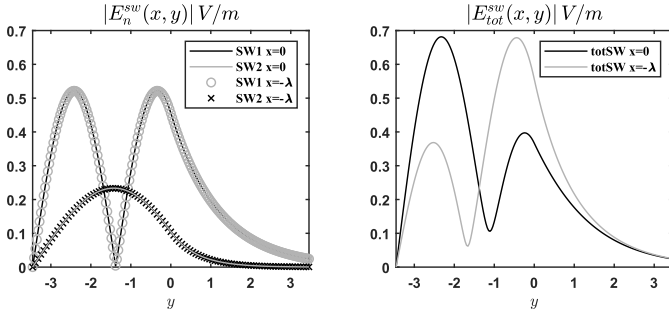 |E_n^{sw}(x, y)| V/m
SW1 x=0
SW2 x=0
SW1 x=-λ
SW2 x=-λ
0.7
0.6
0.5
0.4
0.3
0.2
0.1
0
-3 -2 -1 0 1 2 3
y
|E_{tot}^{sw}(x, y)| V/m
totSW x=0
totSW x=-λ
0.7
0.6
0.5
0.4
0.3
0.2
0.1
0
-3 -2 -1 0 1 2 3
y